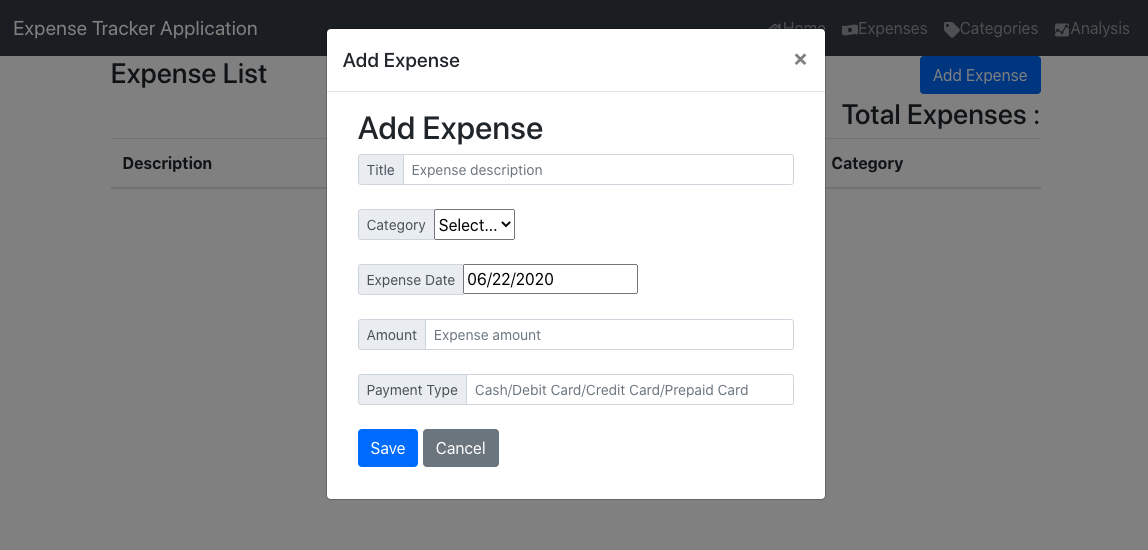 Expense Tracker Application Home Expenses Categories Analysis
Expense List Add Expense
Total Expenses :
Description Category
Add Expense ×
Add Expense
Title Expense description
Category Select...
Expense Date 06/22/2020
Amount Expense amount
Payment Type Cash/Debit Card/Credit Card/Prepaid Card
Save Cancel